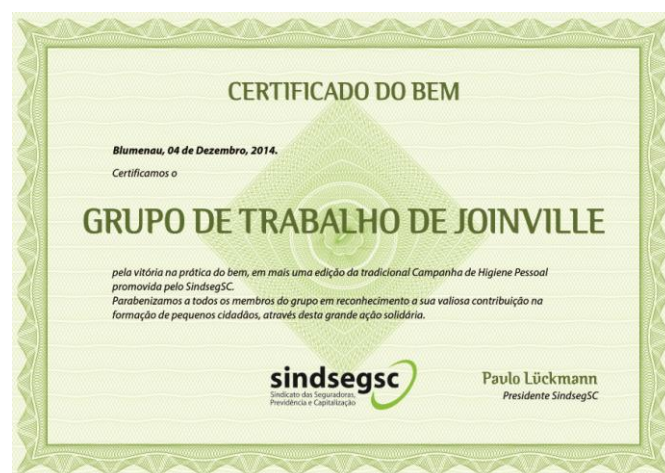 CERTIFICADO DO BEM
Blumenau, 04 de Dezembro, 2014.
Certificamos o
GRUPO DE TRABALHO DE JOINVILLE
pela vitória na prática do bem, em mais uma edição da tradicional Campanha de Higiene Pessoal
promovida pelo SindsegSC.
Parabenizamos a todos os membros do grupo em reconhecimento a sua valiosa contribuição na
formação de pequenos cidadãos, através desta grande ação solidária.
sindsegsc
Sindicato das Seguradoras,
Previdência e Capitalização
Paulo Lückmann
Presidente SindsegSC